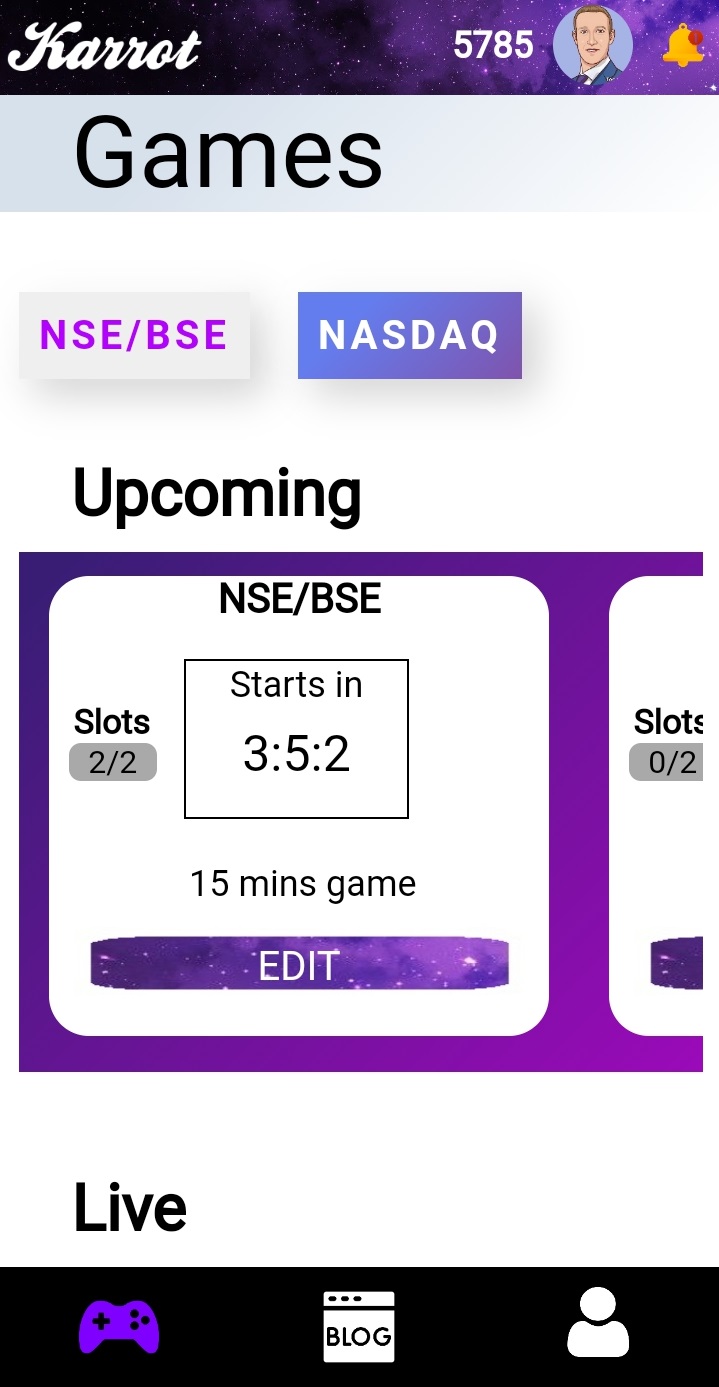 Karrot
5785
Games
NSE/BSE
NASDAQ
Upcoming
NSE/BSE
Slots
2/2
Starts in
3:5:2
15 mins game
EDIT
Slots
0/2
Live
BLOG